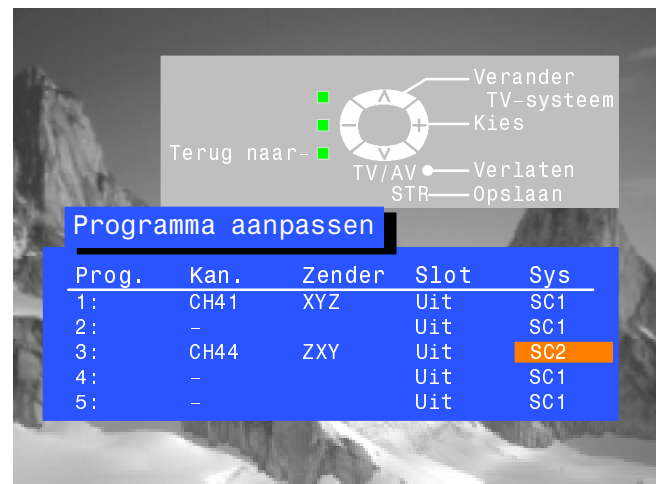 Verander
TV-systeem
Kies
Terug naar
TV/AV Verlaten
STR Opslaan
Programma aanpassen
Prog. Kan. Zender Slot Sys
1: CH41 XYZ Uit SC1
2: – Uit SC1
3: CH44 ZXY Uit SC2
4: – Uit SC1
5: – Uit SC1